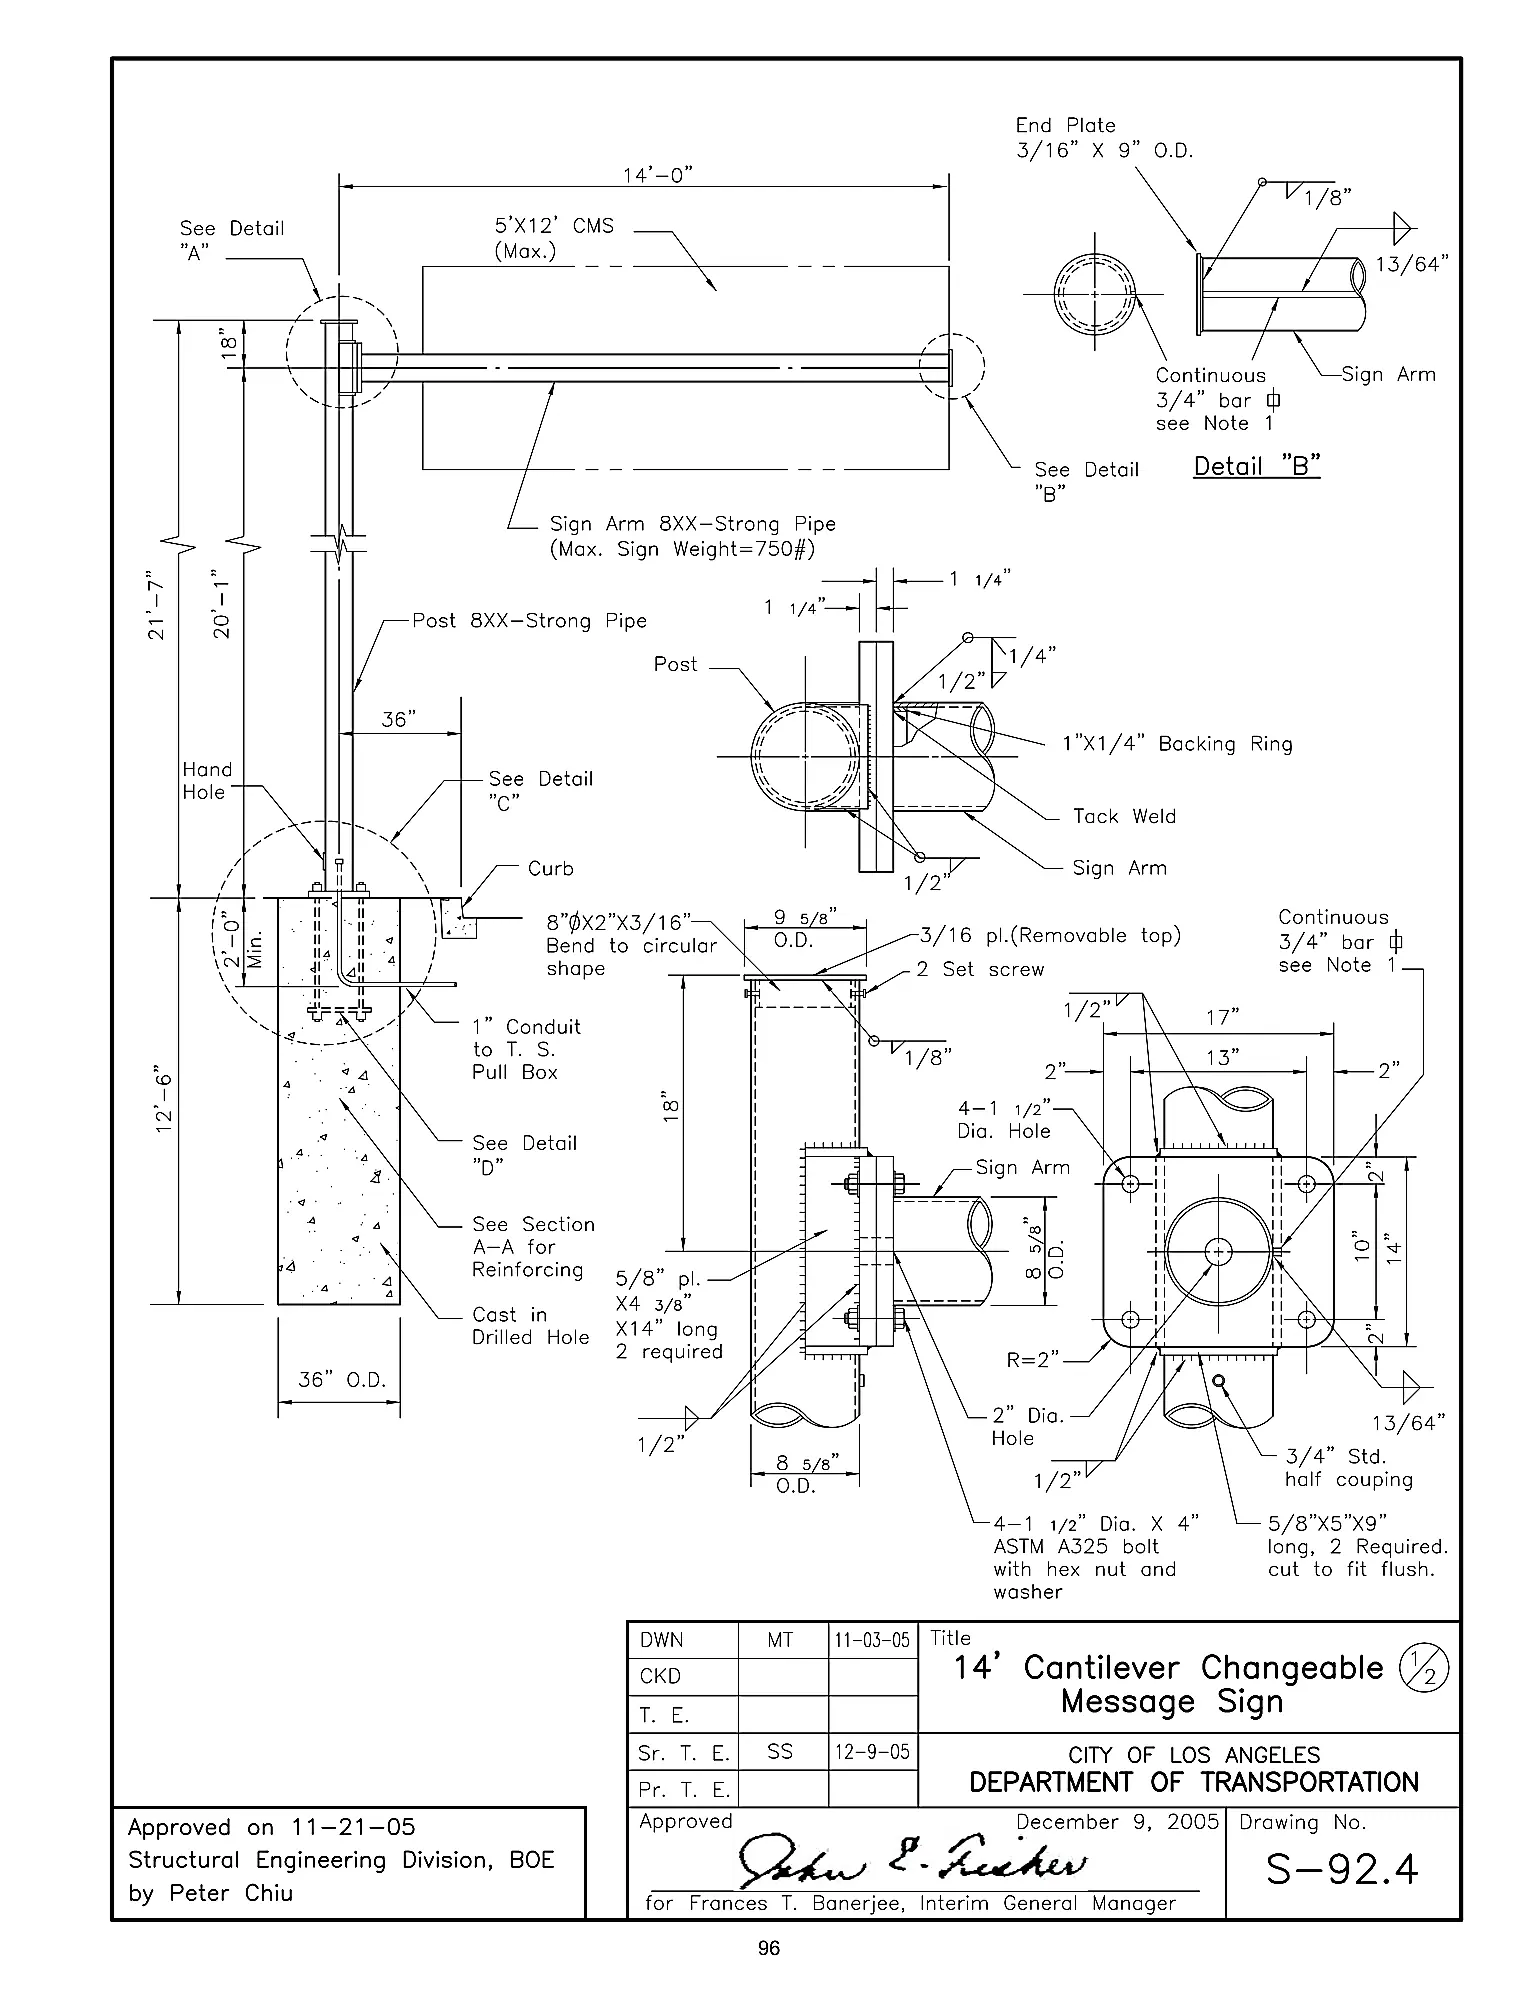 End Plate
3/16" X 9" O.D.
14'-0"
1/8"
See Detail
"A"
5'X12' CMS
(Max.)
13/64"
18"
Continuous
3/4" bar
see Note 1
Sign Arm
See Detail
"B"
Detail "B"
Sign Arm 8XX-Strong Pipe
(Max. Sign Weight=750#)
21'-7"
20'-1"
1 1/4"
1 1/4"
Post 8XX-Strong Pipe
Post
1/4"
1/2"
36"
1"X1/4" Backing Ring
Hand
Hole
See Detail
"C"
Tack Weld
Curb
Sign Arm
1/2"
2'-0"
Min.
8"ØX2"X3/16"
Bend to circular
shape
9 5/8"
O.D.
3/16 pl.(Removable top)
2 Set screw
Continuous
3/4" bar
see Note 1
1" Conduit
to T. S.
Pull Box
1/8"
1/2"
17"
13"
2"
2"
12'-6"
18"
4-1 1/2"
Dia. Hole
See Detail
"D"
Sign Arm
2"
See Section
A-A for
Reinforcing
8 5/8"
O.D.
10"
14"
5/8" pl.
X4 3/8"
X14" long
2 required
Cast in
Drilled Hole
2"
R=2"
36" O.D.
1/2"
2" Dia.
Hole
13/64"
8 5/8"
O.D.
1/2"
3/4" Std.
half couping
4-1 1/2" Dia. X 4"
ASTM A325 bolt
with hex nut and
washer
5/8"X5"X9"
long, 2 Required.
cut to fit flush.
DWN MT 11-03-05
CKD
T. E.
Sr. T. E. SS 12-9-05
Pr. T. E.
Title
14' Cantilever Changeable
Message Sign
1/2
CITY OF LOS ANGELES
DEPARTMENT OF TRANSPORTATION
Approved December 9, 2005
John E. Fisher
for Frances T. Banerjee, Interim General Manager
Drawing No.
S-92.4
Approved on 11-21-05
Structural Engineering Division, BOE
by Peter Chiu
96